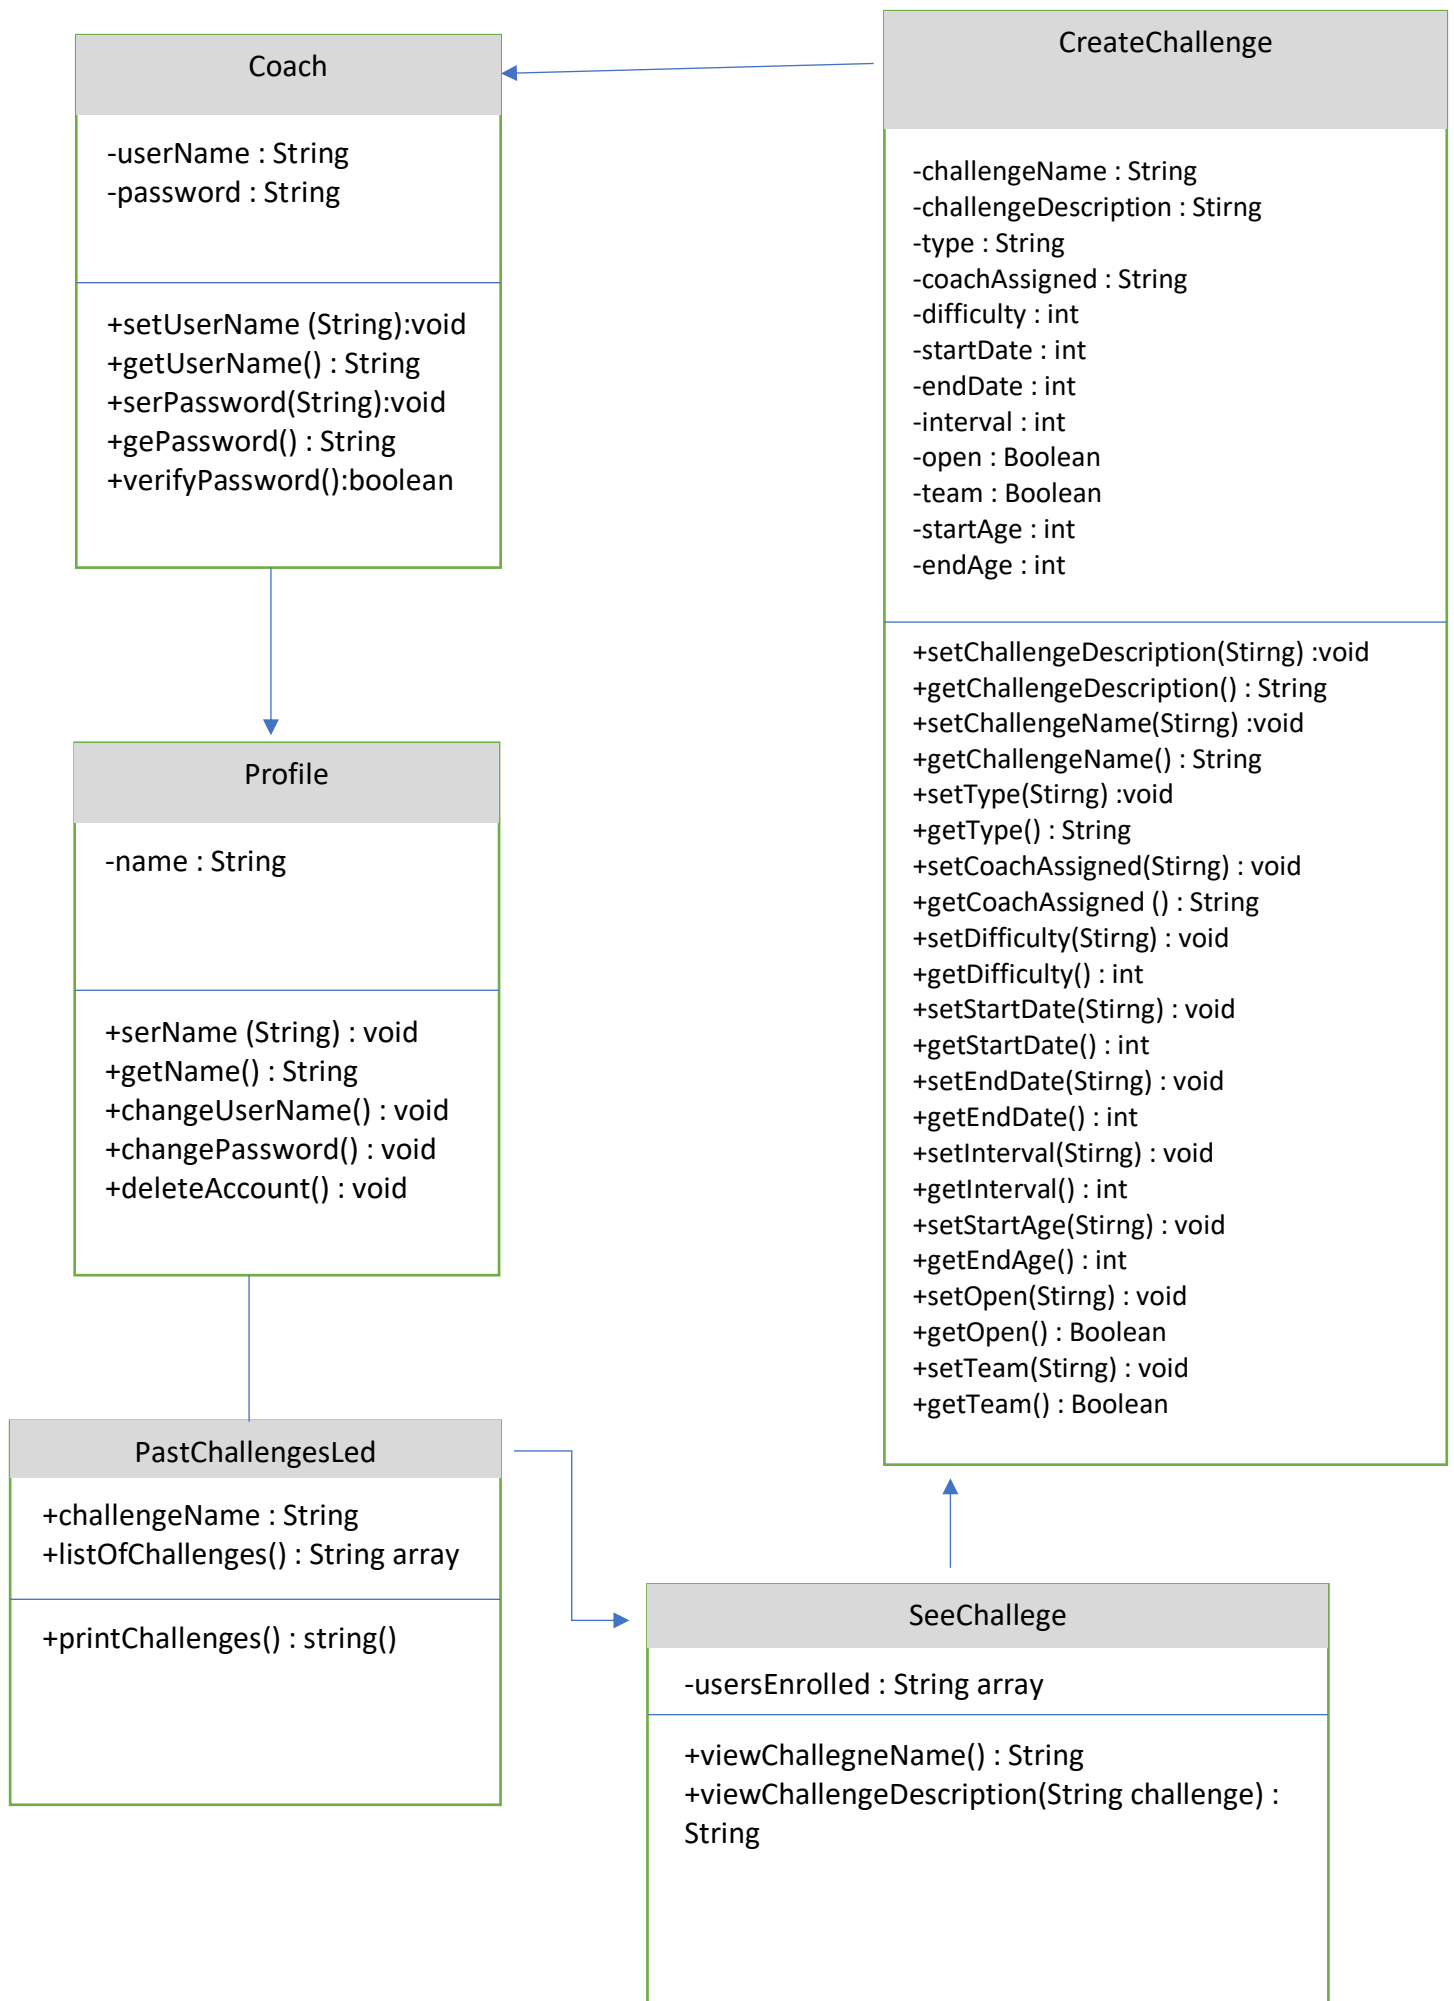 Coach
-userName : String
-password : String
+setUserName (String):void
+getUserName() : String
+serPassword(String):void
+gePassword() : String
+verifyPassword():boolean
CreateChallenge
-challengeName : String
-challengeDescription : Stirng
-type : String
-coachAssigned : String
-difficulty : int
-startDate : int
-endDate : int
-interval : int
-open : Boolean
-team : Boolean
-startAge : int
-endAge : int
+setChallengeDescription(Stirng) :void
+getChallengeDescription() : String
+setChallengeName(Stirng) :void
+getChallengeName() : String
+setType(Stirng) :void
+getType() : String
+setCoachAssigned(Stirng) : void
+getCoachAssigned () : String
+setDifficulty(Stirng) : void
+getDifficulty() : int
+setStartDate(Stirng) : void
+getStartDate() : int
+setEndDate(Stirng) : void
+getEndDate() : int
+setInterval(Stirng) : void
+getInterval() : int
+setStartAge(Stirng) : void
+getEndAge() : int
+setOpen(Stirng) : void
+getOpen() : Boolean
+setTeam(Stirng) : void
+getTeam() : Boolean
Profile
-name : String
+serName (String) : void
+getName() : String
+changeUserName() : void
+changePassword() : void
+deleteAccount() : void
PastChallengesLed
+challengeName : String
+listOfChallenges() : String array
+printChallenges() : string()
SeeChallege
-usersEnrolled : String array
+viewChallegneName() : String
+viewChallengeDescription(String challenge) :
String